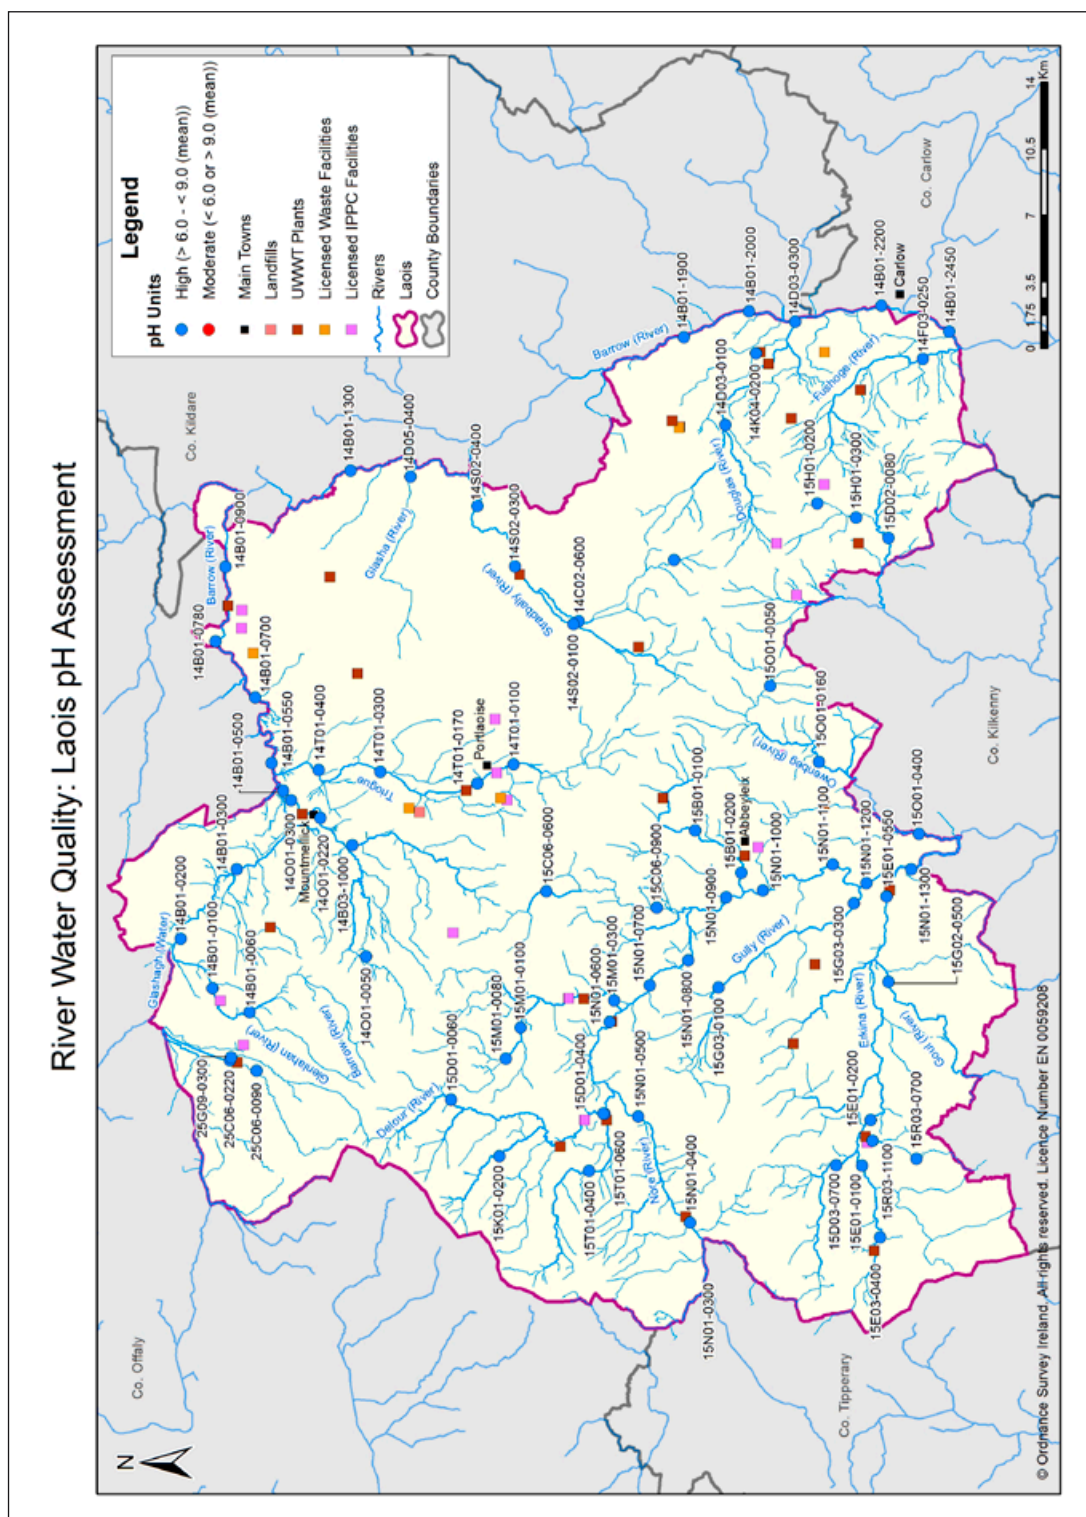 River Water Quality: Laois pH Assessment
N
Legend
pH Units
High (> 6.0 - < 9.0 (mean))
Moderate (< 6.0 or > 9.0 (mean))
Main Towns
Landfills
UWWT Plants
Licensed Waste Facilities
Licensed IPPC Facilities
Rivers
Laois
County Boundaries
Co. Offaly
Co. Kildare
Co. Tipperary
Co. Kilkenny
Co. Carlow
Glashagh (Water)
Glenlahan (River)
Barrow (River)
Barrow (River)
Barrow (River)
Delour (River)
Nore (River)
Triogue
Glasha (River)
Stradbally (River)
Douglas (River)
Fushoge (River)
Owenbeg (River)
Gully (River)
Erkina (River)
Goul (River)
Mountmellick
Portlaoise
Abbeyleix
Carlow
25G09-0300
25C06-0220
25C06-0090
14B01-0060
14B01-0100
14B01-0200
14B01-0300
14B01-0500
14B01-0550
14B01-0700
14B01-0780
14B01-0900
14B01-1300
14D05-0400
14S02-0400
14S02-0300
14C02-0600
14S02-0100
14O01-0300
14O01-0220
14B03-1000
14O01-0050
14T01-0400
14T01-0300
14T01-0170
14T01-0100
14B01-1900
14B01-2000
14D03-0300
14D03-0100
14K04-0200
14B01-2200
14F03-0250
14B01-2450
15H01-0200
15H01-0300
15D02-0080
15O01-0050
15O01-0160
15O01-0400
15B01-0100
15B01-0200
15C06-0600
15C06-0900
15N01-0900
15N01-1000
15N01-1100
15N01-1200
15E01-0550
15N01-1300
15G02-0500
15G03-0300
15G03-0100
15N01-0800
15N01-0700
15M01-0300
15N01-0600
15M01-0100
15M01-0080
15D01-0060
15D01-0400
15N01-0500
15K01-0200
15T01-0400
15T01-0600
15N01-0400
15N01-0300
15E01-0200
15D03-0700
15E01-0100
15R03-1100
15R03-0700
15E03-0400
0 1.75 3.5 7 10.5 14
Km
© Ordnance Survey Ireland. All rights reserved. Licence Number EN 0059208